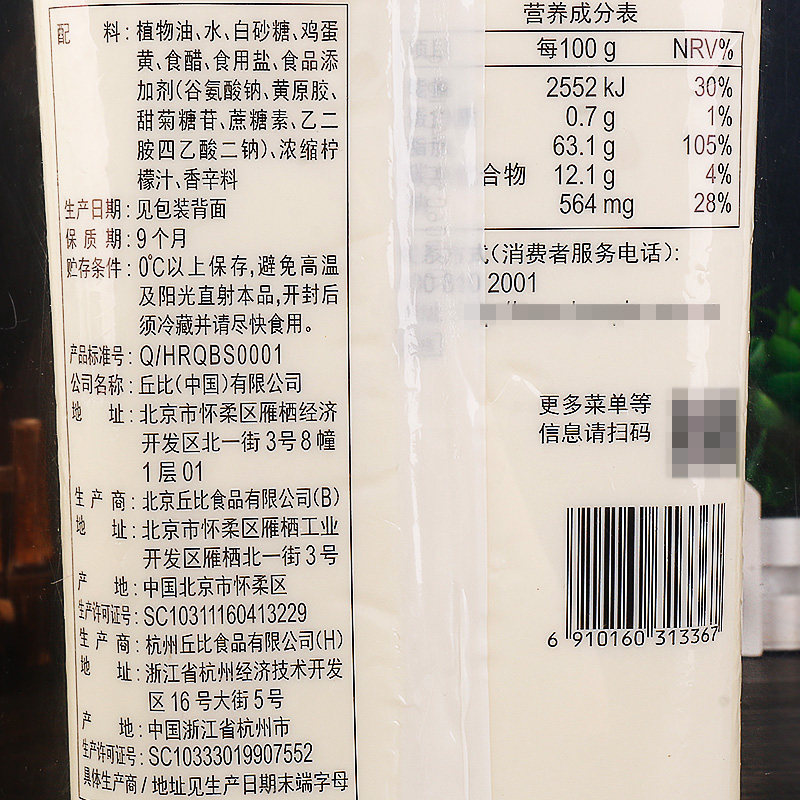 配 料:植物油、水、白砂糖、鸡蛋
黄、食醋、食用盐、食品添
加剂(谷氨酸钠、黄原胶、
甜菊糖苷、蔗糖素、乙二
胺四乙酸二钠)、浓缩柠
檬汁、香辛料
生产日期:见包装背面
保质期:9个月
贮存条件:0℃以上保存,避免高温
及阳光直射本品,开封后
须冷藏并请尽快食用。
产品标准号:Q/HRQBS0001
公司名称:丘比(中国)有限公司
地 址:北京市怀柔区雁栖经济
开发区北一街3号8幢
1层01
生产商:北京丘比食品有限公司(B)
地 址:北京市怀柔区雁栖工业
开发区雁栖北一街3号
产 地:中国北京市怀柔区
生产许可证号:SC10311160413229
生产商:杭州丘比食品有限公司(H)
地 址:浙江省杭州经济技术开发
区16号大街5号
产 地:中国浙江省杭州市
生产许可证号:SC10333019907552
具体生产商/地址见生产日期末端字母
营养成分表
每100 g NRV%
2552 kJ 30%
0.7 g 1%
63.1 g 105%
合物 12.1 g 4%
564 mg 28%
式(消费者服务电话):
2001
更多菜单等
信息请扫码
6 910160 313367